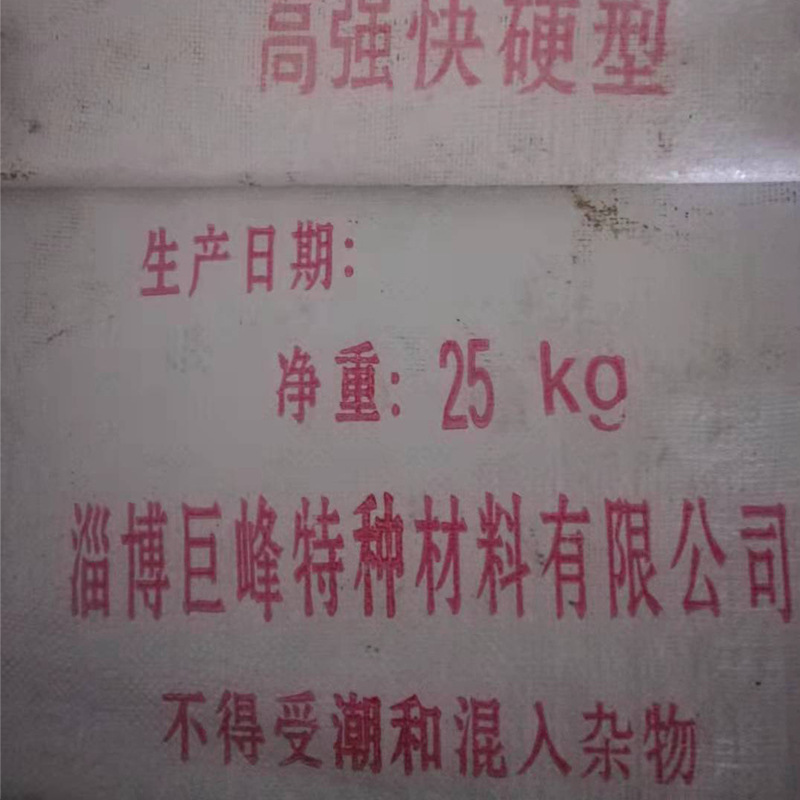 高强快硬型
生产日期：
净重：25 kg
淄博巨峰特种材料有限公司
不得受潮和混入杂物